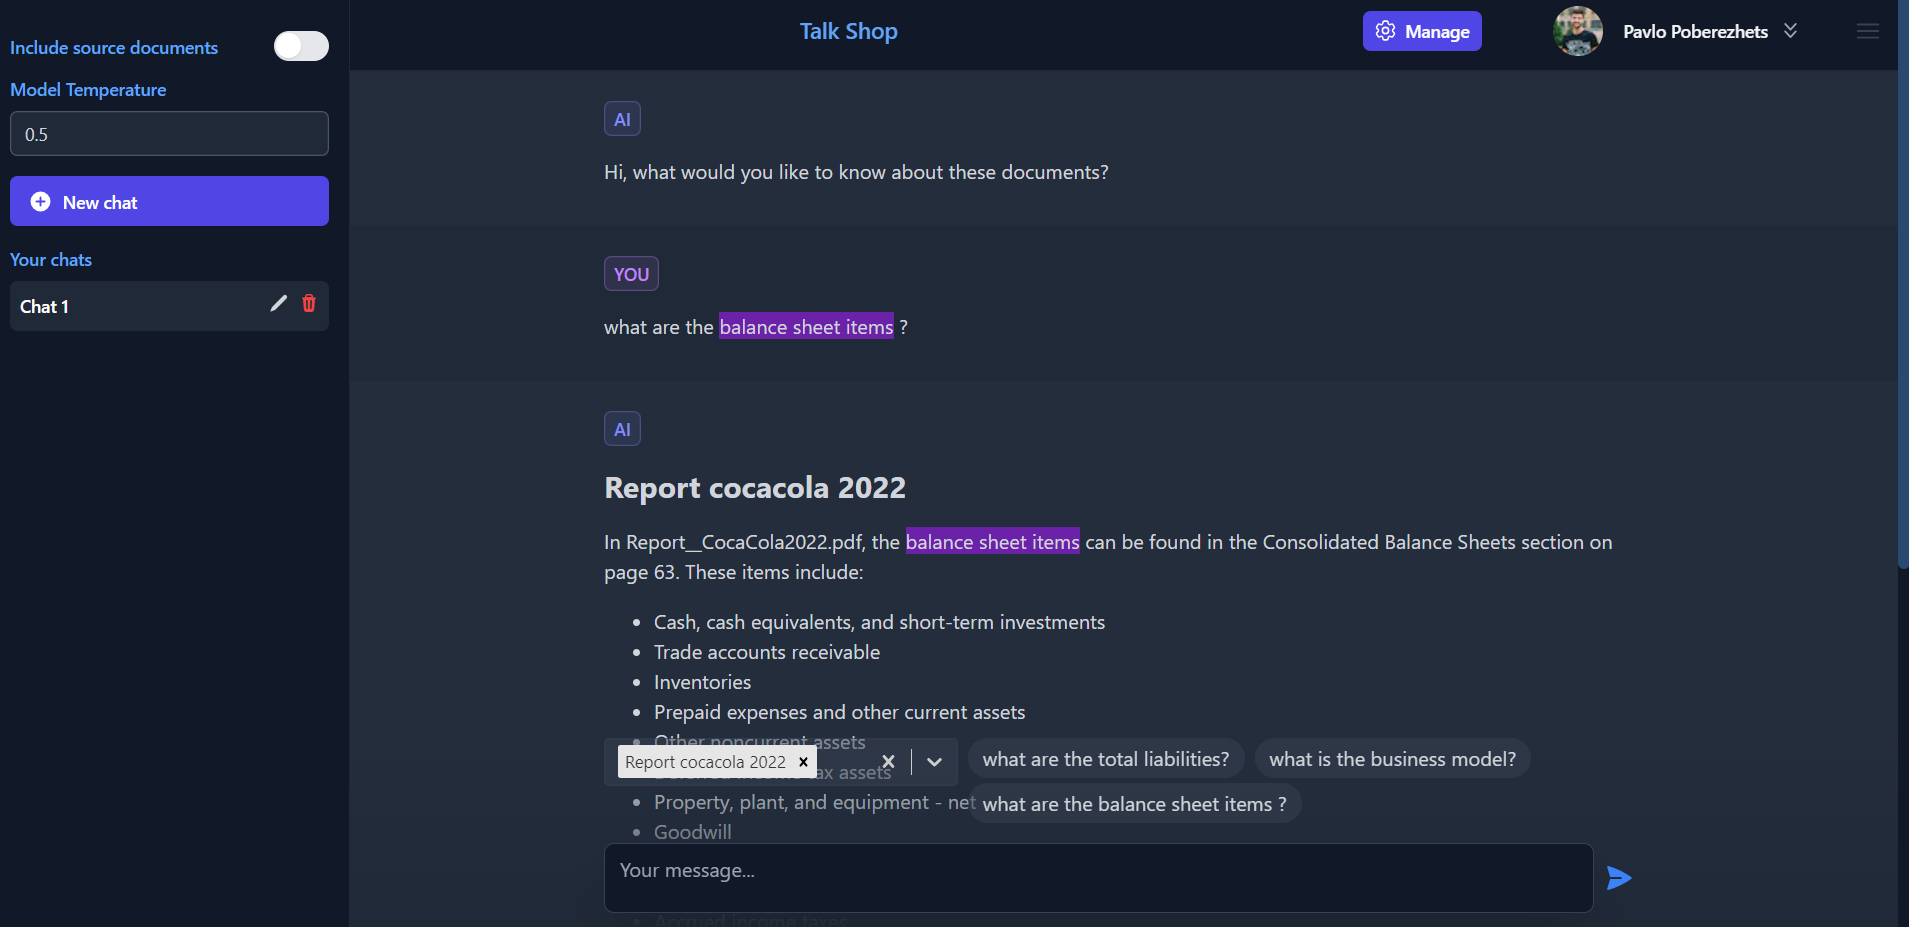 Include source documents
Model Temperature
0.5
New chat
Your chats
Chat 1
Talk Shop
Manage
Pavlo Poberezhets
AI
Hi, what would you like to know about these documents?
YOU
what are the balance sheet items ?
AI
Report cocacola 2022
In Report__CocaCola2022.pdf, the balance sheet items can be found in the Consolidated Balance Sheets section on
page 63. These items include:
• Cash, cash equivalents, and short-term investments
• Trade accounts receivable
• Inventories
• Prepaid expenses and other current assets
• Other noncurrent assets
tax assets
• Property, plant, and equipment - net
• Goodwill
Report cocacola 2022
what are the total liabilities?
what is the business model?
what are the balance sheet items ?
Your message...
• Accrued income taxes